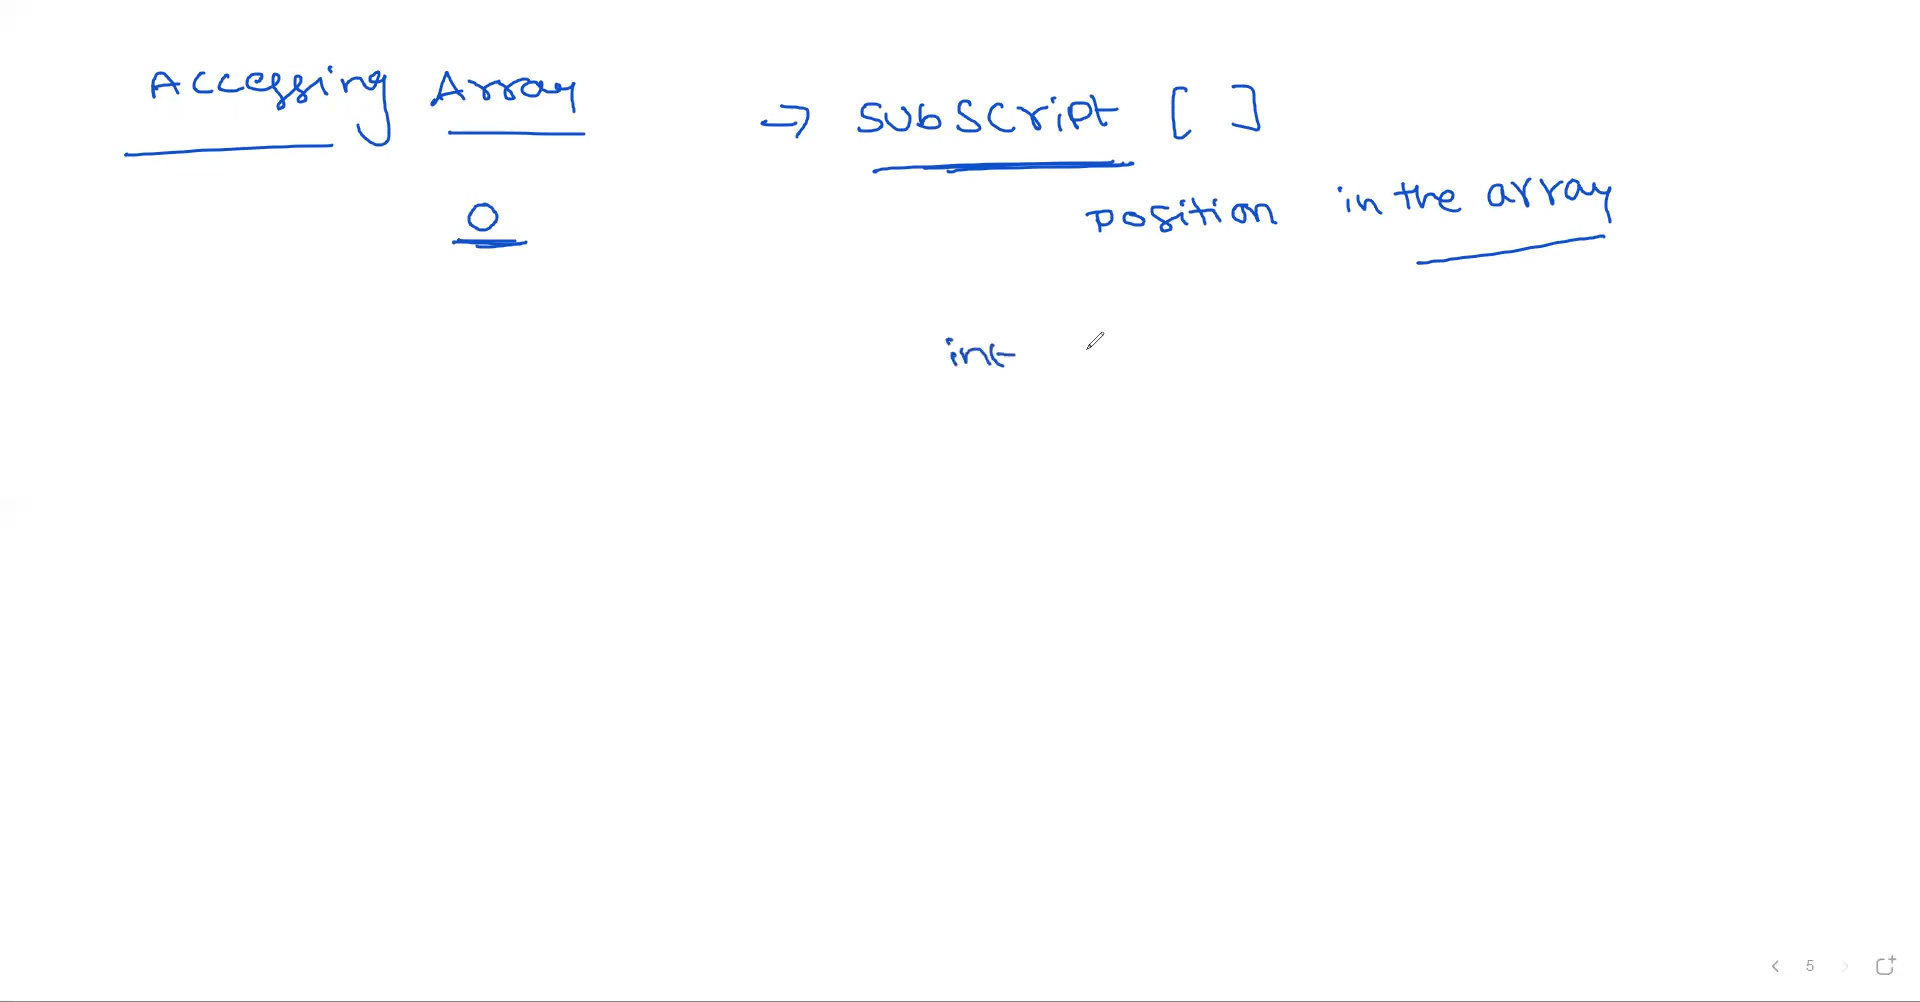 Accessing Array → Subscript [ ]
0
position in the array
int
5